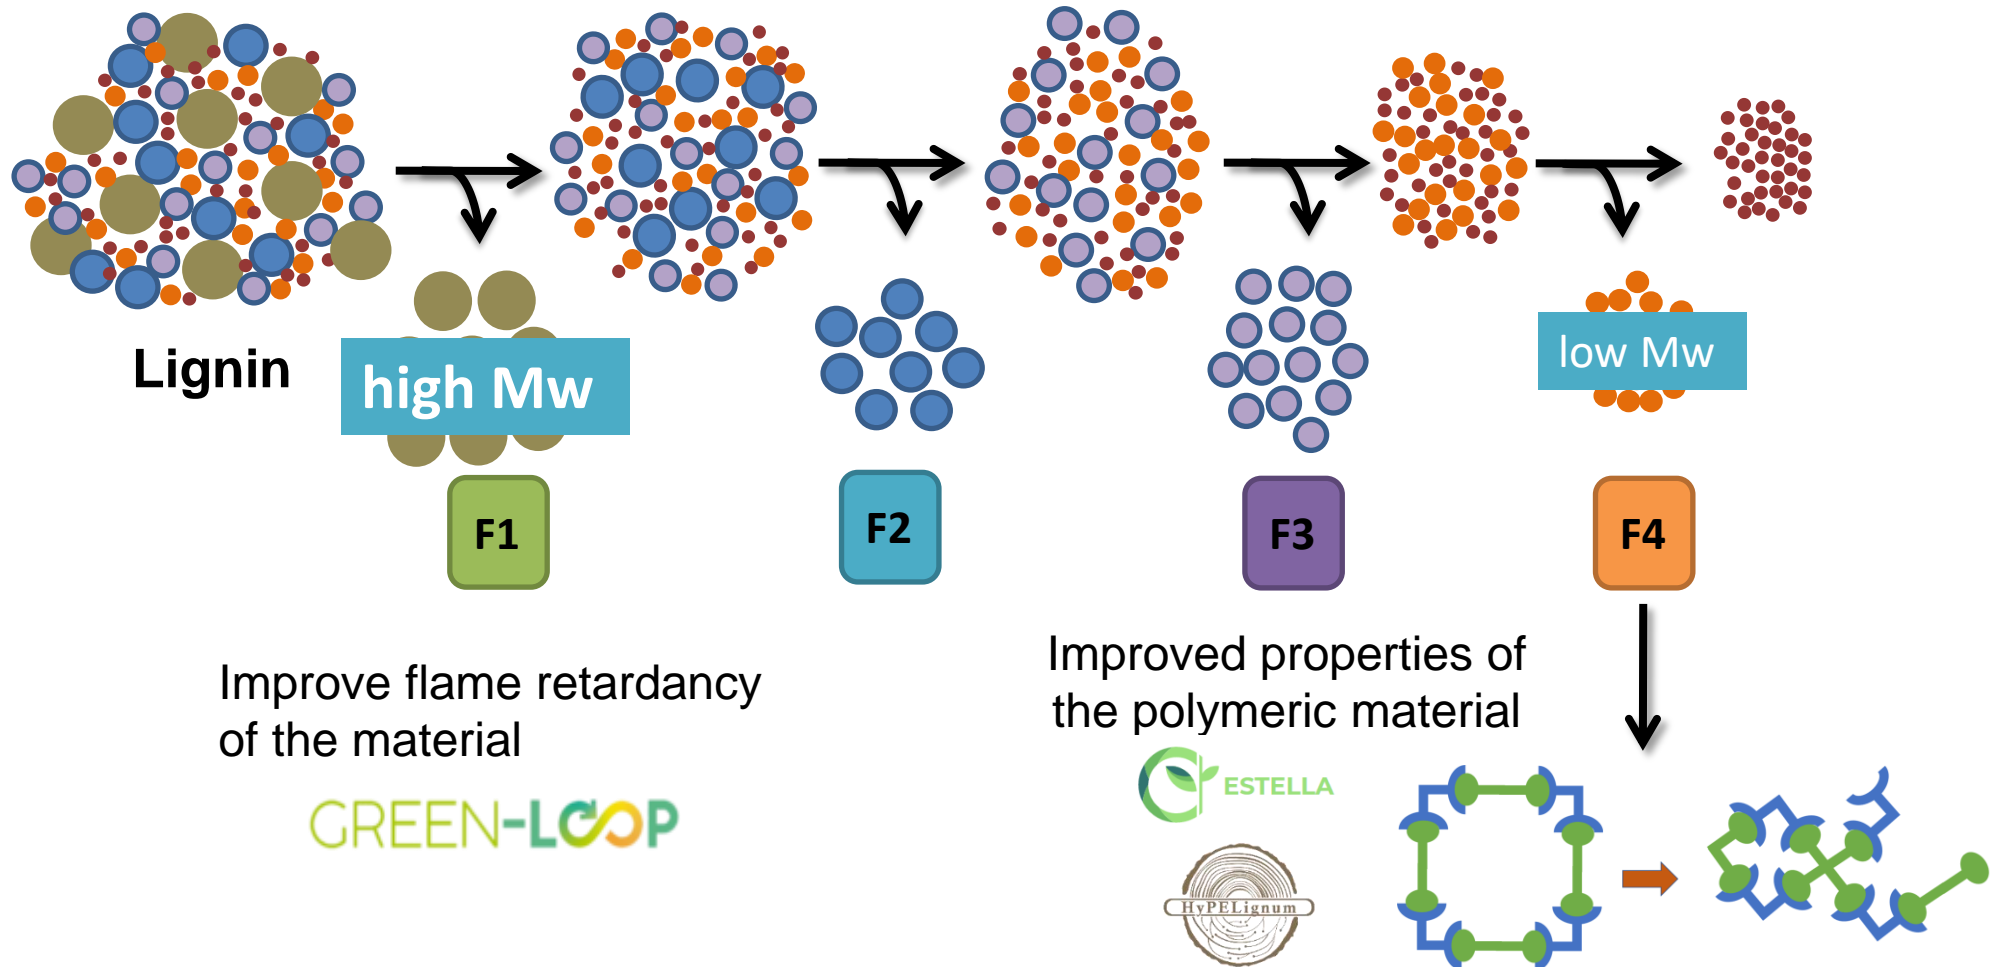 Lignin
high Mw
low Mw
F1
F2
F3
F4
Improve flame retardancy
of the material
Improved properties of
the polymeric material
GREEN-LOOP
ESTELLA
HyPELignum